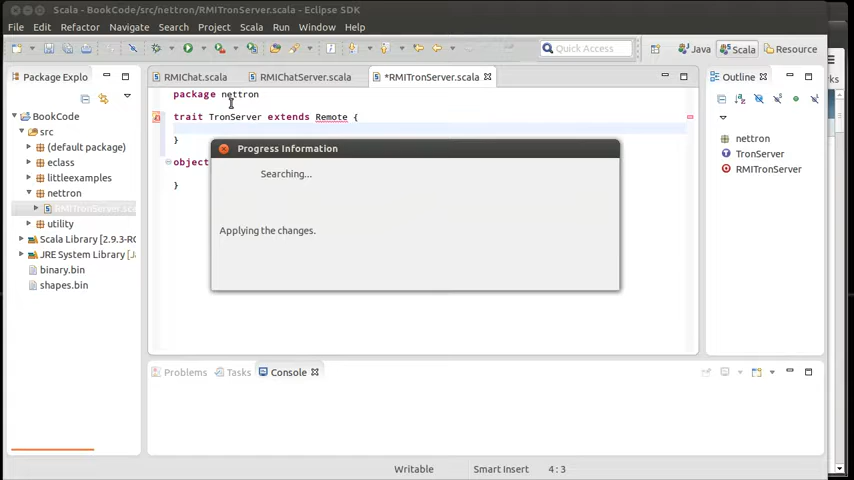 Scala - BookCode/src/nettron/RMITronServer.scala - Eclipse SDK
File Edit Refactor Navigate Search Project Scala Run Window Help
Quick Access Java Scala Resource
Package Explo
RMIChat.scala RMIChatServer.scala *RMITronServer.scala
Outline
package nettron
trait TronServer extends Remote {
}
object
}
BookCode
src
(default package)
eclass
littleexamples
nettron
RMITronServer.sca
utility
Scala Library [2.9.3-RC
JRE System Library [J
binary.bin
shapes.bin
Progress Information
Searching...
Applying the changes.
nettron
TronServer
RMITronServer
Problems Tasks Console
Writable Smart Insert 4:3